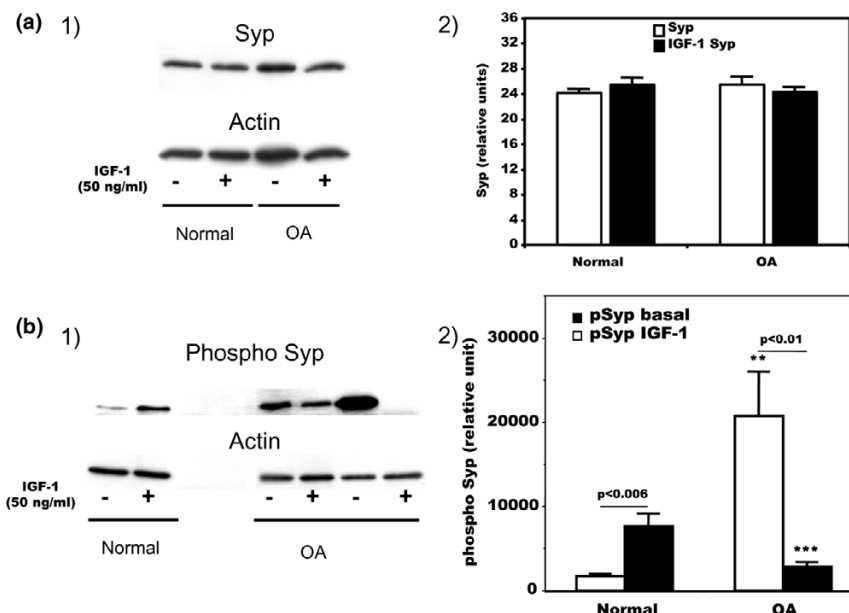 (a) 1)
Syp
Actin
IGF-1
(50 ng/ml)
- + - +
Normal OA
2)
Syp
IGF-1 Syp
Syp (relative units)
36
32
28
24
20
16
12
8
4
0
Normal OA
(b) 1)
Phospho Syp
Actin
IGF-1
(50 ng/ml)
- + - + - +
Normal OA
2)
pSyp basal
pSyp IGF-1
phospho Syp (relative unit)
30000
20000
10000
0
p<0.006
p<0.01
**
***
Normal OA